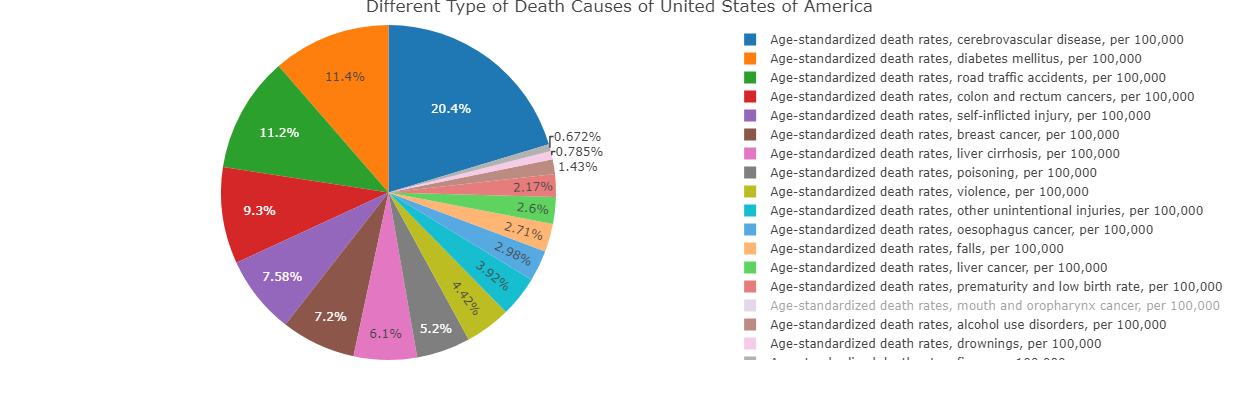 Different Type of Death Causes of United States of America
20.4%
0.672%
0.785%
1.43%
2.17%
2.6%
2.71%
2.98%
3.92%
4.42%
5.2%
6.1%
7.2%
7.58%
9.3%
11.2%
11.4%
Age-standardized death rates, cerebrovascular disease, per 100,000
Age-standardized death rates, diabetes mellitus, per 100,000
Age-standardized death rates, road traffic accidents, per 100,000
Age-standardized death rates, colon and rectum cancers, per 100,000
Age-standardized death rates, self-inflicted injury, per 100,000
Age-standardized death rates, breast cancer, per 100,000
Age-standardized death rates, liver cirrhosis, per 100,000
Age-standardized death rates, poisoning, per 100,000
Age-standardized death rates, violence, per 100,000
Age-standardized death rates, other unintentional injuries, per 100,000
Age-standardized death rates, oesophagus cancer, per 100,000
Age-standardized death rates, falls, per 100,000
Age-standardized death rates, liver cancer, per 100,000
Age-standardized death rates, prematurity and low birth rate, per 100,000
Age-standardized death rates, mouth and oropharynx cancer, per 100,000
Age-standardized death rates, alcohol use disorders, per 100,000
Age-standardized death rates, drownings, per 100,000